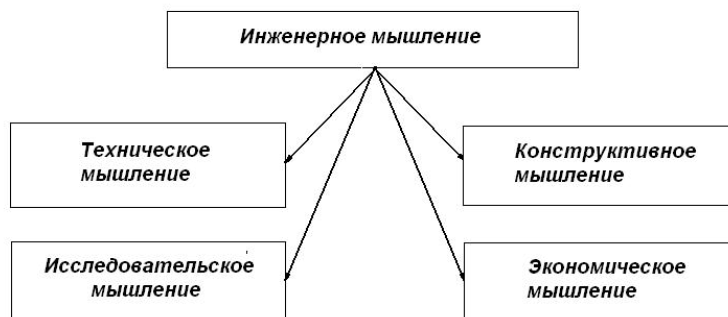 Инженерное мышление
Техническое
мышление
Конструктивное
мышление
Исследовательское
мышление
Экономическое
мышление